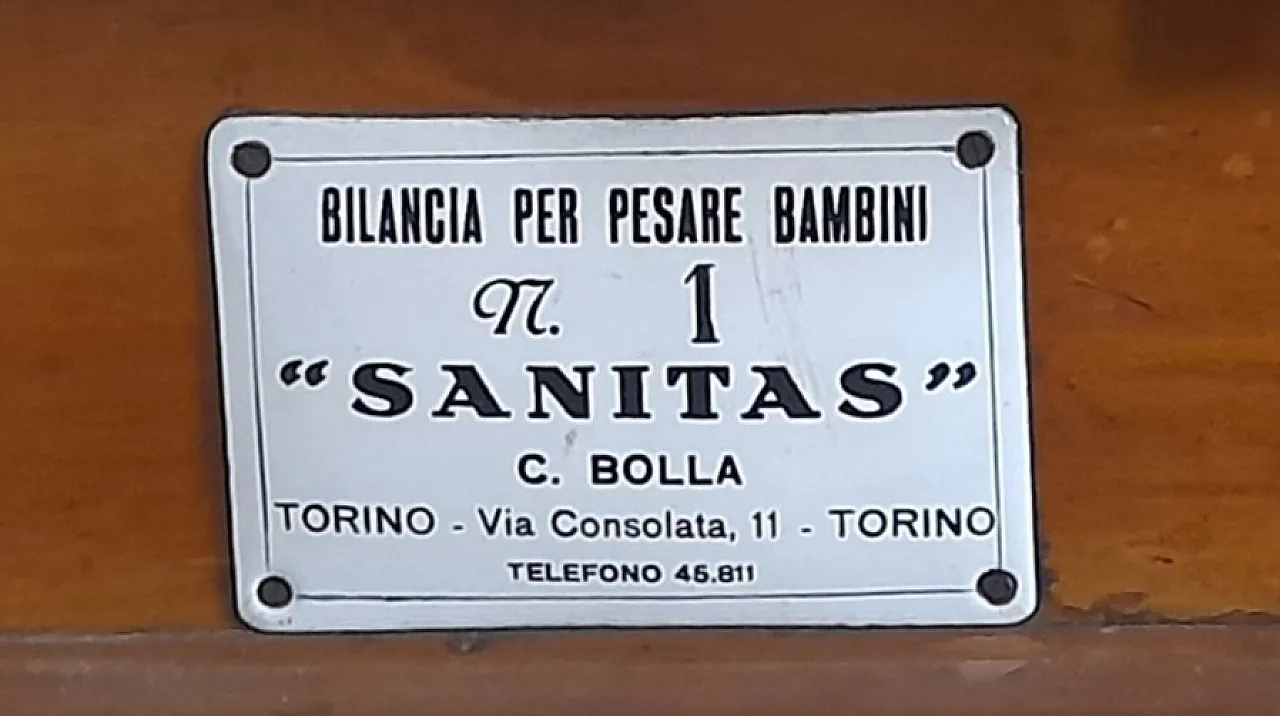 BILANCIA PER PESARE BAMBINI
N. 1
“SANITAS”
C. BOLLA
TORINO - Via Consolata, 11 - TORINO
TELEFONO 45.811